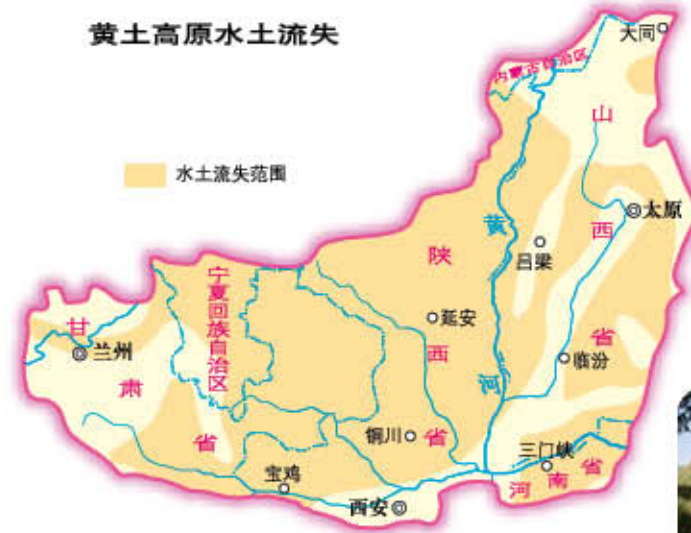 黄土高原水土流失
水土流失范围
大同
内蒙古自治区
山西省
太原
黄河
吕梁
陕西省
延安
宁夏回族自治区
甘肃省
兰州
临汾
铜川
三门峡
河南省
宝鸡
西安